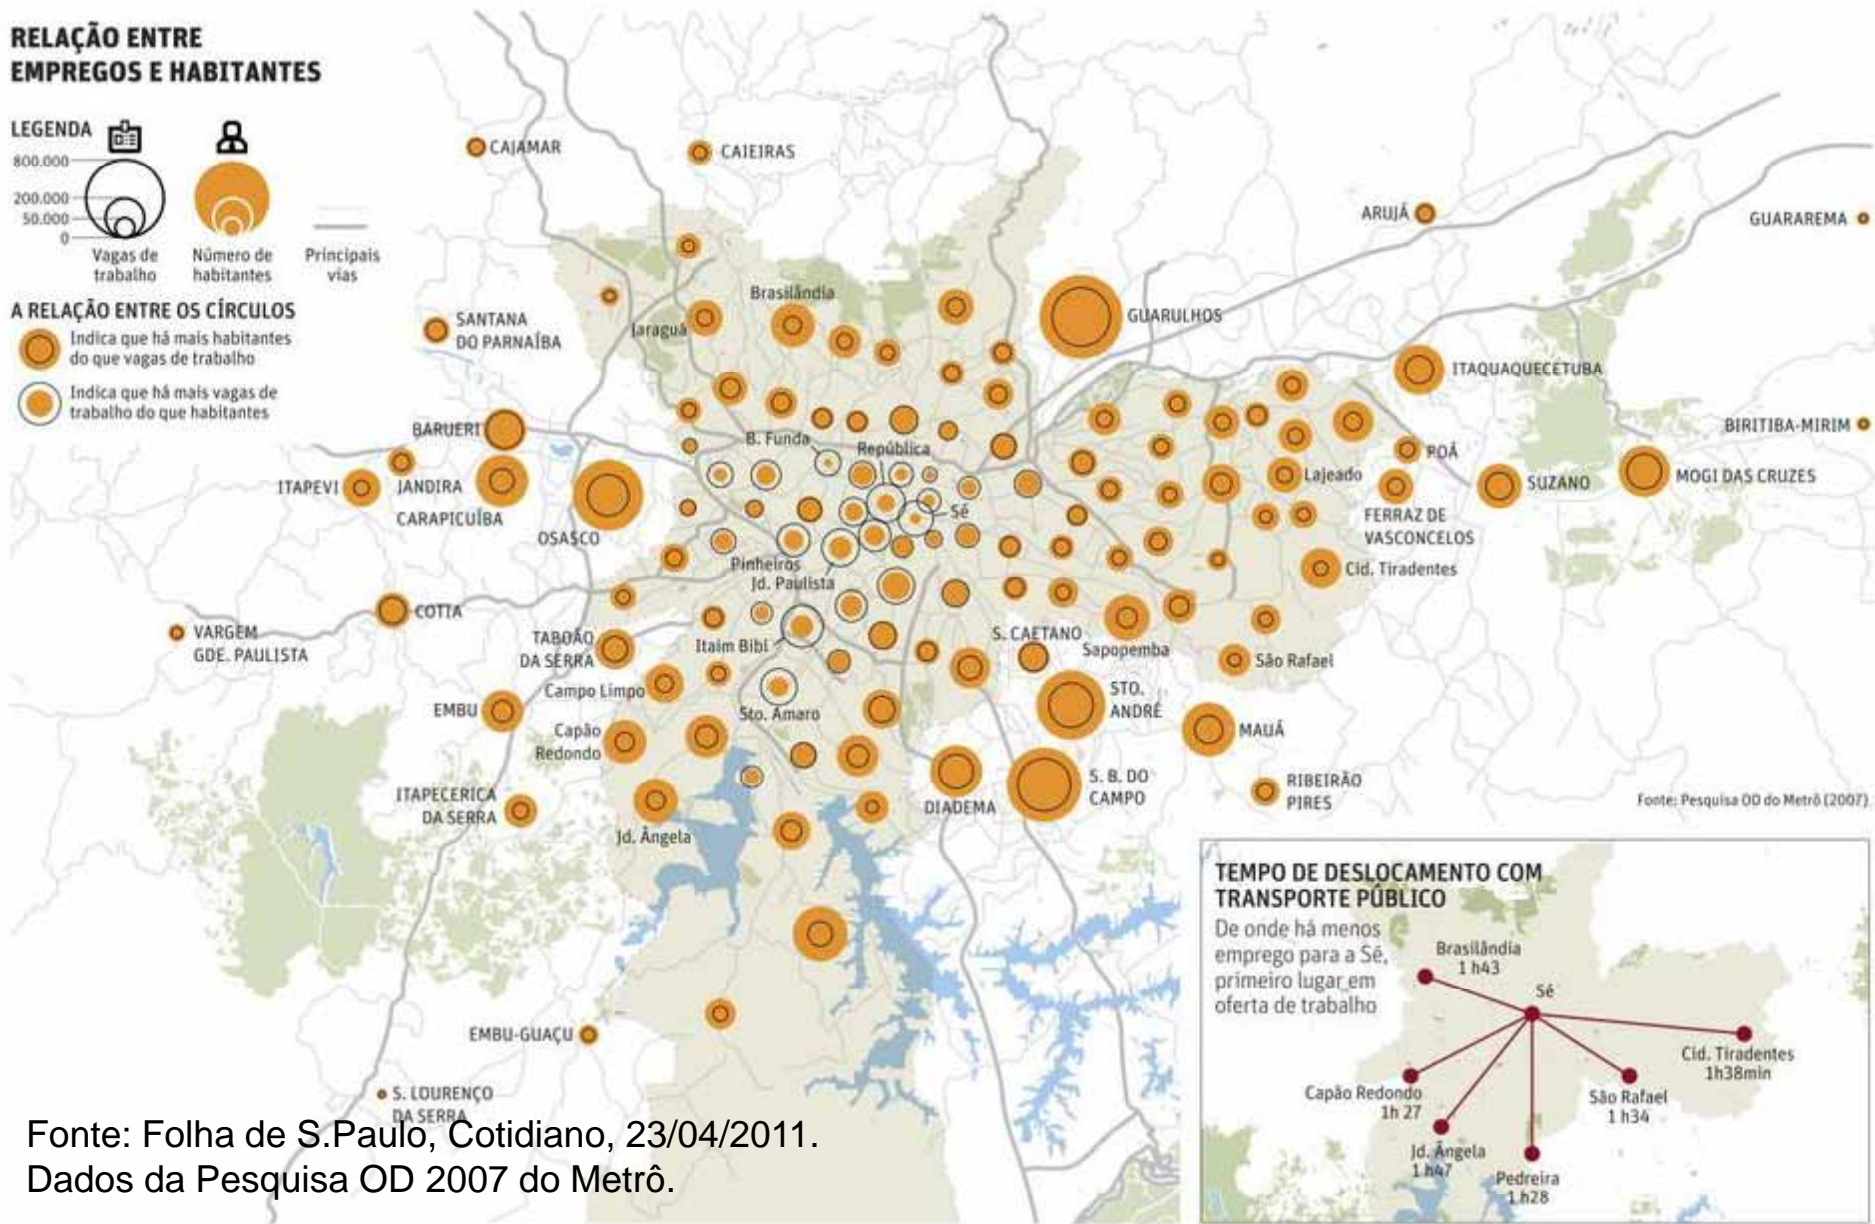 RELAÇÃO ENTRE
EMPREGOS E HABITANTES
LEGENDA
800.000
200.000
50.000
0
Vagas de
trabalho
Número de
habitantes
Principais
vias
A RELAÇÃO ENTRE OS CÍRCULOS
Indica que há mais habitantes
do que vagas de trabalho
Indica que há mais vagas de
trabalho do que habitantes
CAJAMAR
CAIEIRAS
ARUJÁ
GUARAREMA
SANTANA
DO PARNAÍBA
Jaraguá
Brasilândia
GUARULHOS
ITAQUAQUECETUBA
BARUERI
B. Funda
República
BIRITIBA-MIRIM
POÁ
ITAPEVI
JANDIRA
CARAPICUÍBA
OSASCO
Sé
Lajeado
SUZANO
MOGI DAS CRUZES
FERRAZ DE
VASCONCELOS
Pinheiros
Jd. Paulista
Cid. Tiradentes
COTIA
VARGEM
GDE. PAULISTA
TABOÃO
DA SERRA
Itaim Bibi
S. CAETANO
Sapopemba
São Rafael
Campo Limpo
EMBU
Sto. Amaro
STO.
ANDRÉ
MAUÁ
Capão
Redondo
ITAPECERICA
DA SERRA
Jd. Ângela
DIADEMA
S. B. DO
CAMPO
RIBEIRÃO
PIRES
Fonte: Pesquisa OD do Metrô (2007)
EMBU-GUAÇU
S. LOURENÇO
DA SERRA
TEMPO DE DESLOCAMENTO COM
TRANSPORTE PÚBLICO
De onde há menos
emprego para a Sé,
primeiro lugar em
oferta de trabalho
Brasilândia
1 h43
Sé
Cid. Tiradentes
1h38min
Capão Redondo
1h 27
São Rafael
1 h34
Jd. Ângela
1 h47
Pedreira
1 h28
Fonte: Folha de S.Paulo, Cotidiano, 23/04/2011.
Dados da Pesquisa OD 2007 do Metrô.